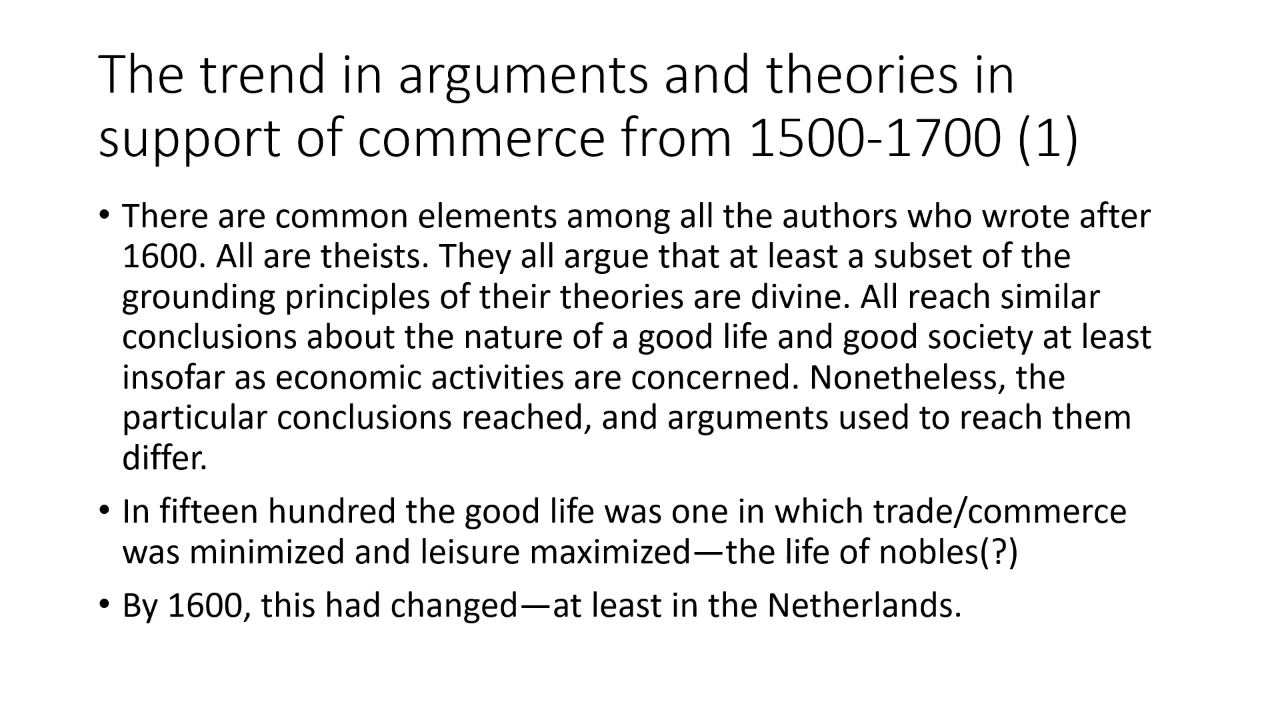 The trend in arguments and theories in
support of commerce from 1500-1700 (1)
• There are common elements among all the authors who wrote after
1600. All are theists. They all argue that at least a subset of the
grounding principles of their theories are divine. All reach similar
conclusions about the nature of a good life and good society at least
insofar as economic activities are concerned. Nonetheless, the
particular conclusions reached, and arguments used to reach them
differ.
• In fifteen hundred the good life was one in which trade/commerce
was minimized and leisure maximized—the life of nobles(?)
• By 1600, this had changed—at least in the Netherlands.